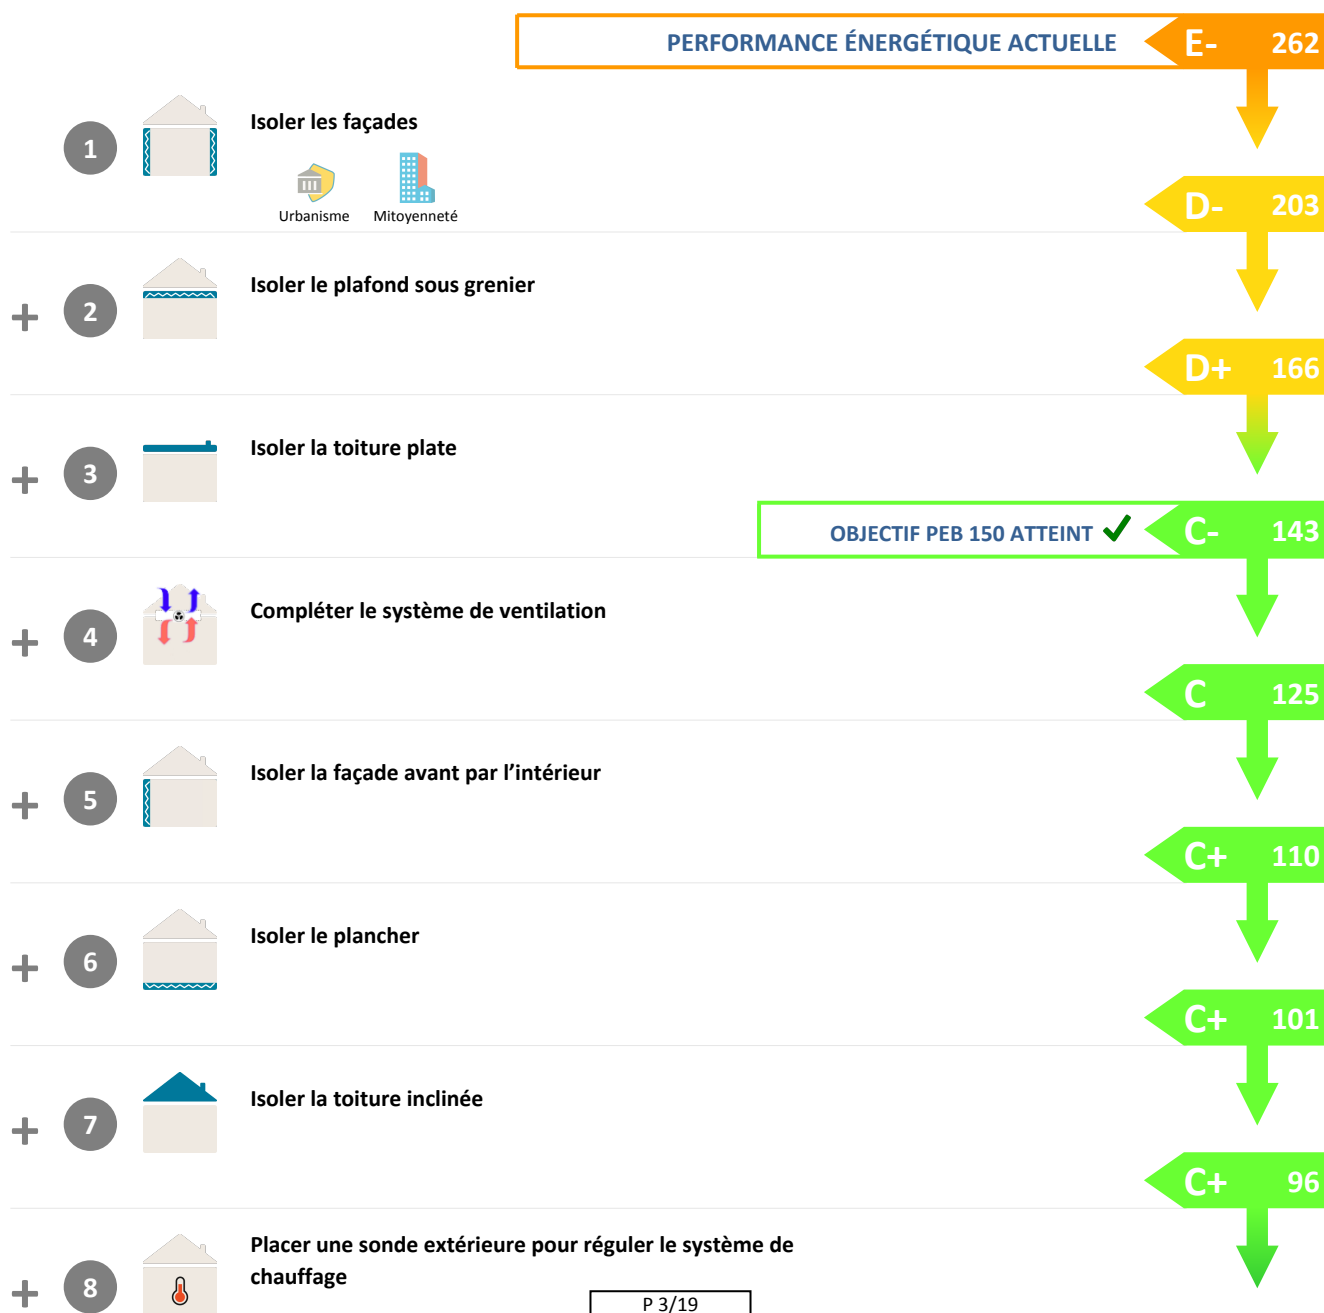 PERFORMANCE ÉNERGÉTIQUE ACTUELLE E- 262
1 Isoler les façades
Urbanisme Mitoyenneté
D- 203
+ 2 Isoler le plafond sous grenier
D+ 166
+ 3 Isoler la toiture plate
OBJECTIF PEB 150 ATTEINT ✓ C- 143
+ 4 Compléter le système de ventilation
C 125
+ 5 Isoler la façade avant par l’intérieur
C+ 110
+ 6 Isoler le plancher
C+ 101
+ 7 Isoler la toiture inclinée
C+ 96
+ 8 Placer une sonde extérieure pour réguler le système de
chauffage
P 3/19